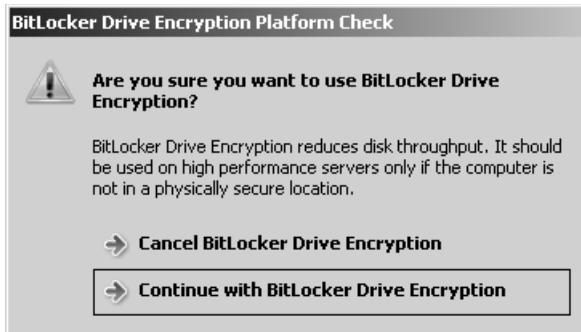 BitLocker Drive Encryption Platform Check
Are you sure you want to use BitLocker Drive
Encryption?
BitLocker Drive Encryption reduces disk throughput. It should
be used on high performance servers only if the computer is
not in a physically secure location.
Cancel BitLocker Drive Encryption
Continue with BitLocker Drive Encryption